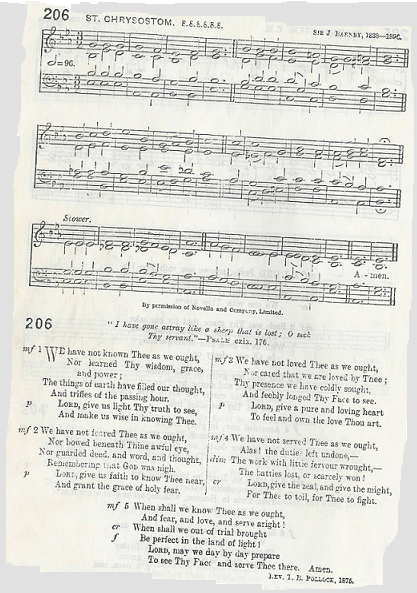 206 ST. CHRYSOSTOM. 8.8.8.8.8.8.
SIR J. BARNBY, 1838—1896.
=96.
Slower.
A - men.
By permission of Novello and Company, Limited.
206
"I have gone astray like a sheep that is lost; O seek
Thy servant."—PSALM cxix. 176.
mf 1 WE have not known Thee as we ought,
Nor learned Thy wisdom, grace,
and power;
The things of earth have filled our thought,
And trifles of the passing hour.
p LORD, give us light Thy truth to see,
And make us wise in knowing Thee.
mf 2 We have not feared Thee as we ought,
Nor bowed beneath Thine awful eye,
Nor guarded deed, and word, and thought,
Remembering that GOD was nigh.
p LORD, give us faith to know Thee near,
And grant the grace of holy fear.
mf 3 We have not loved Thee as we ought,
Nor cared that we are loved by Thee;
Thy presence we have coldly sought,
And feebly longed Thy Face to see.
p LORD, give a pure and loving heart
To feel and own the love Thou art.
mf 4 We have not served Thee as we ought,
Alas! the duties left undone,—
dim The work with little fervour wrought,—
The battles lost, or scarcely won!
cr LORD, give the zeal, and give the might,
For Thee to toil, for Thee to fight.
mf 5 When shall we know Thee as we ought,
And fear, and love, and serve aright!
cr When shall we out of trial brought
f Be perfect in the land of light!
LORD, may we day by day prepare
To see Thy Face and serve Thee there. Amen.
REV. T. B. POLLOCK, 1875.